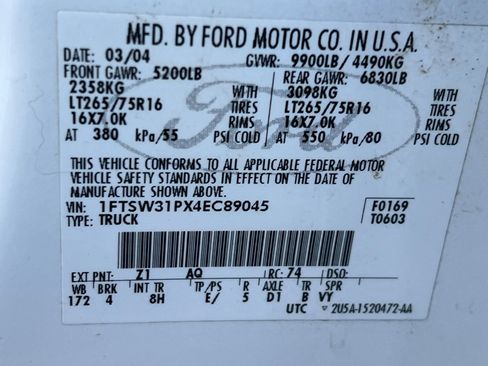 MFD. BY FORD MOTOR CO. IN U.S.A.
DATE: 03/04 GVWR: 9900LB/ 4490KG
FRONT GAWR: 5200LB REAR GAWR: 6830LB
2358KG WITH 3098KG WITH
LT265/75R16 TIRES LT265/75R16 TIRES
16X7.0K RIMS 16X7.0K RIMS
AT 380 kPa/55 PSI COLD AT 550 kPa/80 PSI COLD
Ford
THIS VEHICLE CONFORMS TO ALL APPLICABLE FEDERAL MOTOR
VEHICLE SAFETY STANDARDS IN EFFECT ON THE DATE OF
MANUFACTURE SHOWN ABOVE.
VIN: 1FTSW31PX4EC89045 F0169
TYPE: TRUCK T0603
EXT PNT: Z1 AQ RC: 74 DSO:
WB BRK INT TR TP/PS R AXLE TR SPR
172 4 8H E/ 5 D1 B VY
UTC 2U5A-1520472-AA